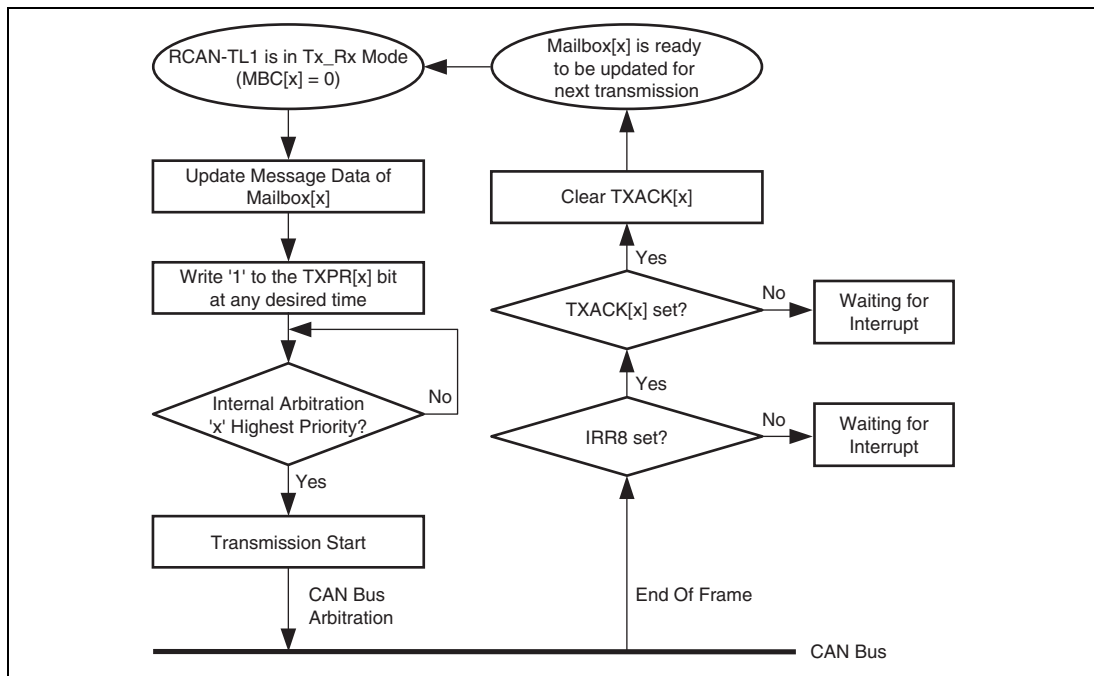 RCAN-TL1 is in Tx_Rx Mode
(MBC[x] = 0)
Update Message Data of
Mailbox[x]
Write '1' to the TXPR[x] bit
at any desired time
Internal Arbitration
'x' Highest Priority?
No
Yes
Transmission Start
CAN Bus
Arbitration
Mailbox[x] is ready
to be updated for
next transmission
Clear TXACK[x]
Yes
TXACK[x] set?
No
Waiting for
Interrupt
Yes
IRR8 set?
No
Waiting for
Interrupt
End Of Frame
CAN Bus